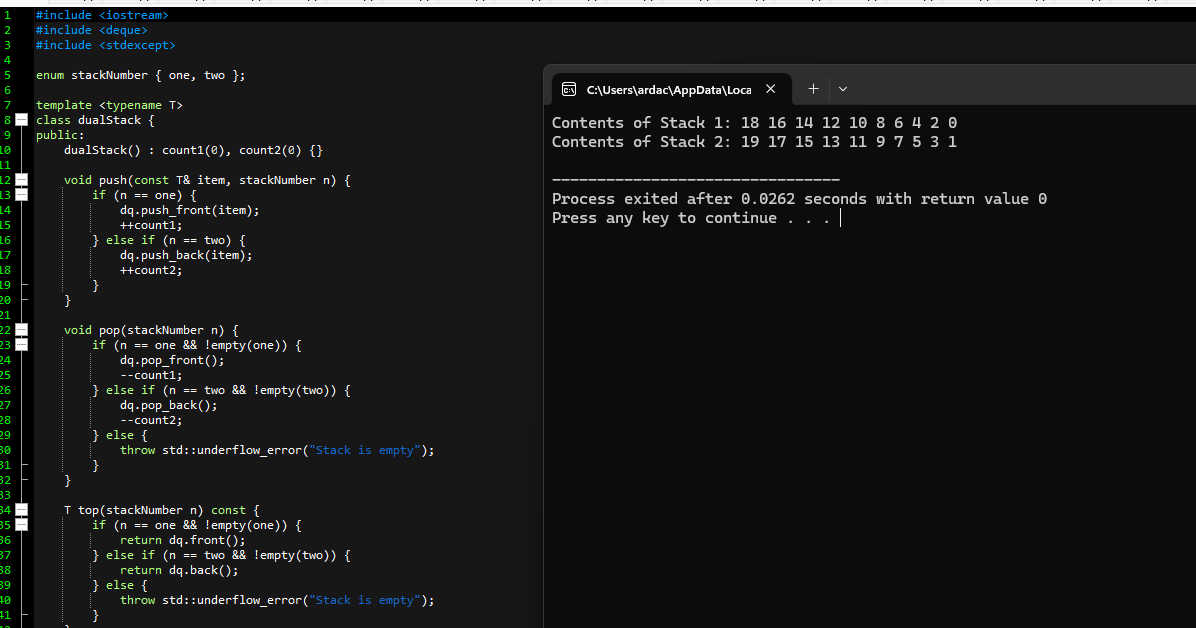 1 #include <iostream>
2 #include <deque>
3 #include <stdexcept>
4
5 enum stackNumber { one, two };
6
7 template <typename T>
8 class dualStack {
9 public:
10     dualStack() : count1(0), count2(0) {}
11
12     void push(const T& item, stackNumber n) {
13         if (n == one) {
14             dq.push_front(item);
15             ++count1;
16         } else if (n == two) {
17             dq.push_back(item);
18             ++count2;
19         }
20     }
21
22     void pop(stackNumber n) {
23         if (n == one && !empty(one)) {
24             dq.pop_front();
25             --count1;
26         } else if (n == two && !empty(two)) {
27             dq.pop_back();
28             --count2;
29         } else {
30             throw std::underflow_error("Stack is empty");
31         }
32     }
33
34     T top(stackNumber n) const {
35         if (n == one && !empty(one)) {
36             return dq.front();
37         } else if (n == two && !empty(two)) {
38             return dq.back();
39         } else {
40             throw std::underflow_error("Stack is empty");
41         }
C:\Users\ardac\AppData\Loca
Contents of Stack 1: 18 16 14 12 10 8 6 4 2 0
Contents of Stack 2: 19 17 15 13 11 9 7 5 3 1
--------------------------------
Process exited after 0.0262 seconds with return value 0
Press any key to continue . . .